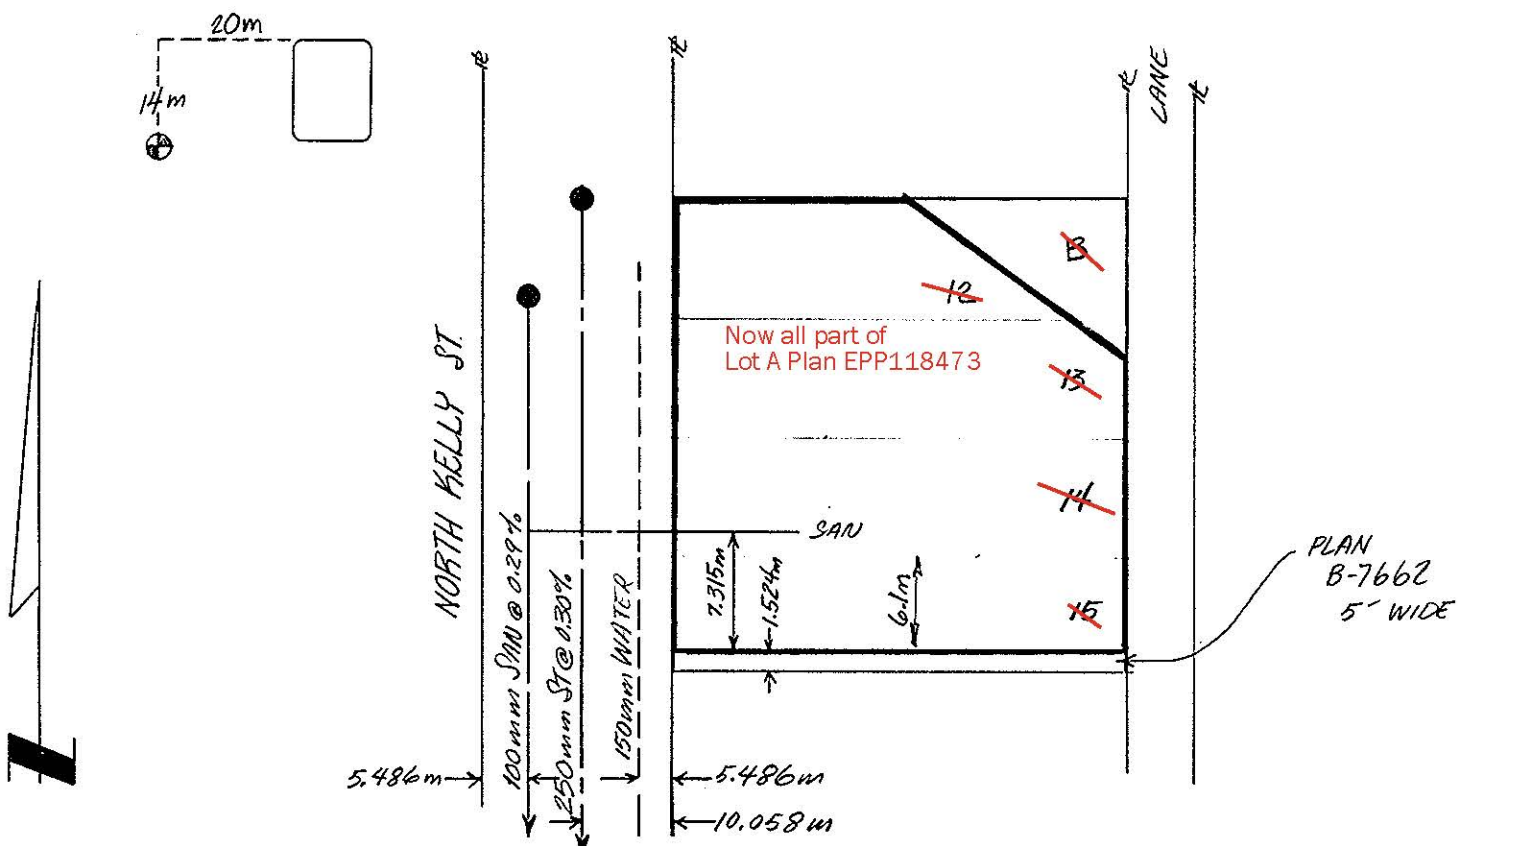 20m
14m
LANE
B
12
Now all part of
Lot A Plan EPP118473
13
NORTH KELLY ST.
14
SAN
7.315m
1.524m
6.1m
15
PLAN
B-7662
5' WIDE
100mm SAN @ 0.29%
250mm ST @ 0.30%
150mm WATER
5.486m
5.486m
10.058m